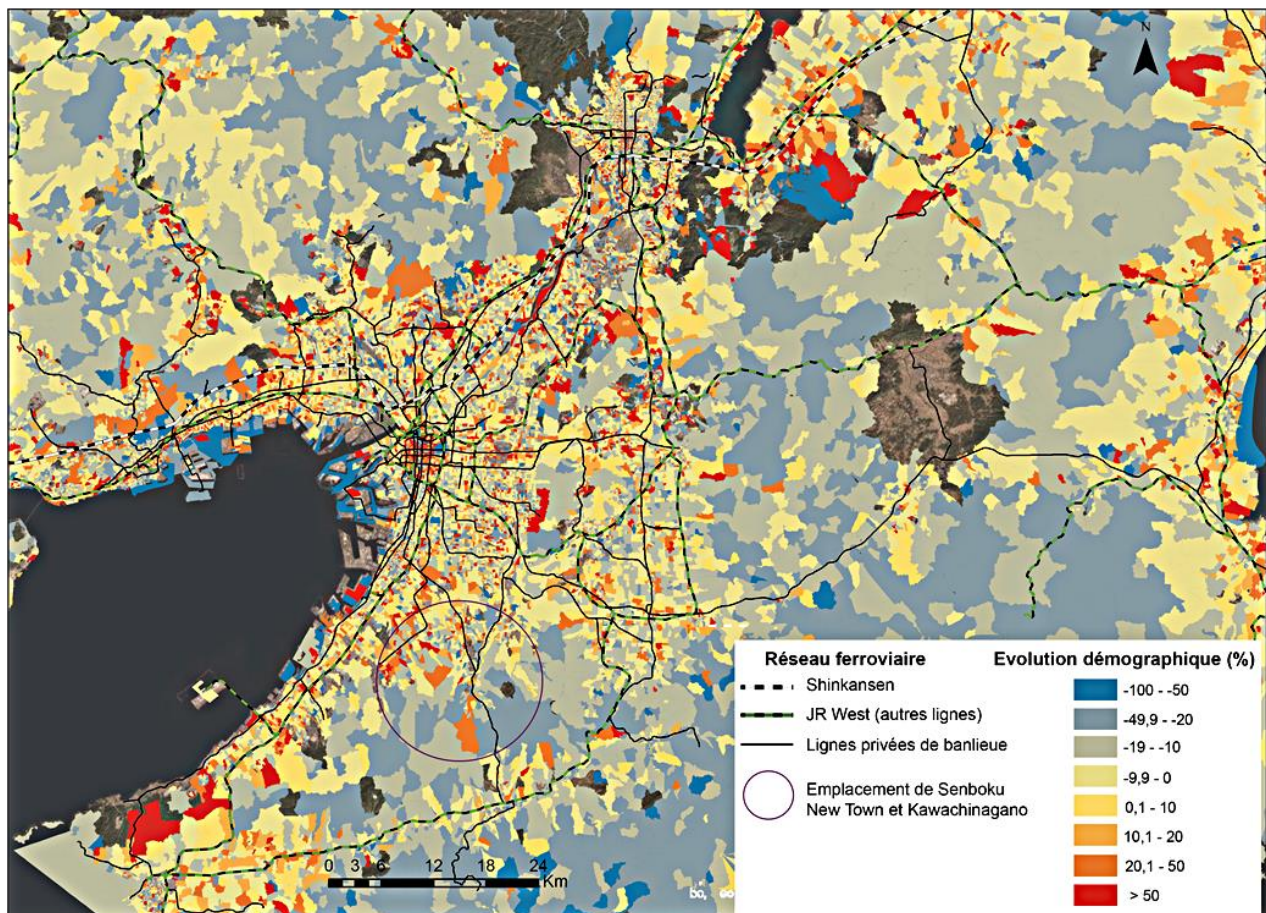 N
Réseau ferroviaire
Shinkansen
JR West (autres lignes)
Lignes privées de banlieue
Emplacement de Senboku
New Town et Kawachinagano
Evolution démographique (%)
-100 - -50
-49,9 - -20
-19 - -10
-9,9 - 0
0,1 - 10
10,1 - 20
20,1 - 50
> 50
0 3 6 12 18 24
Km